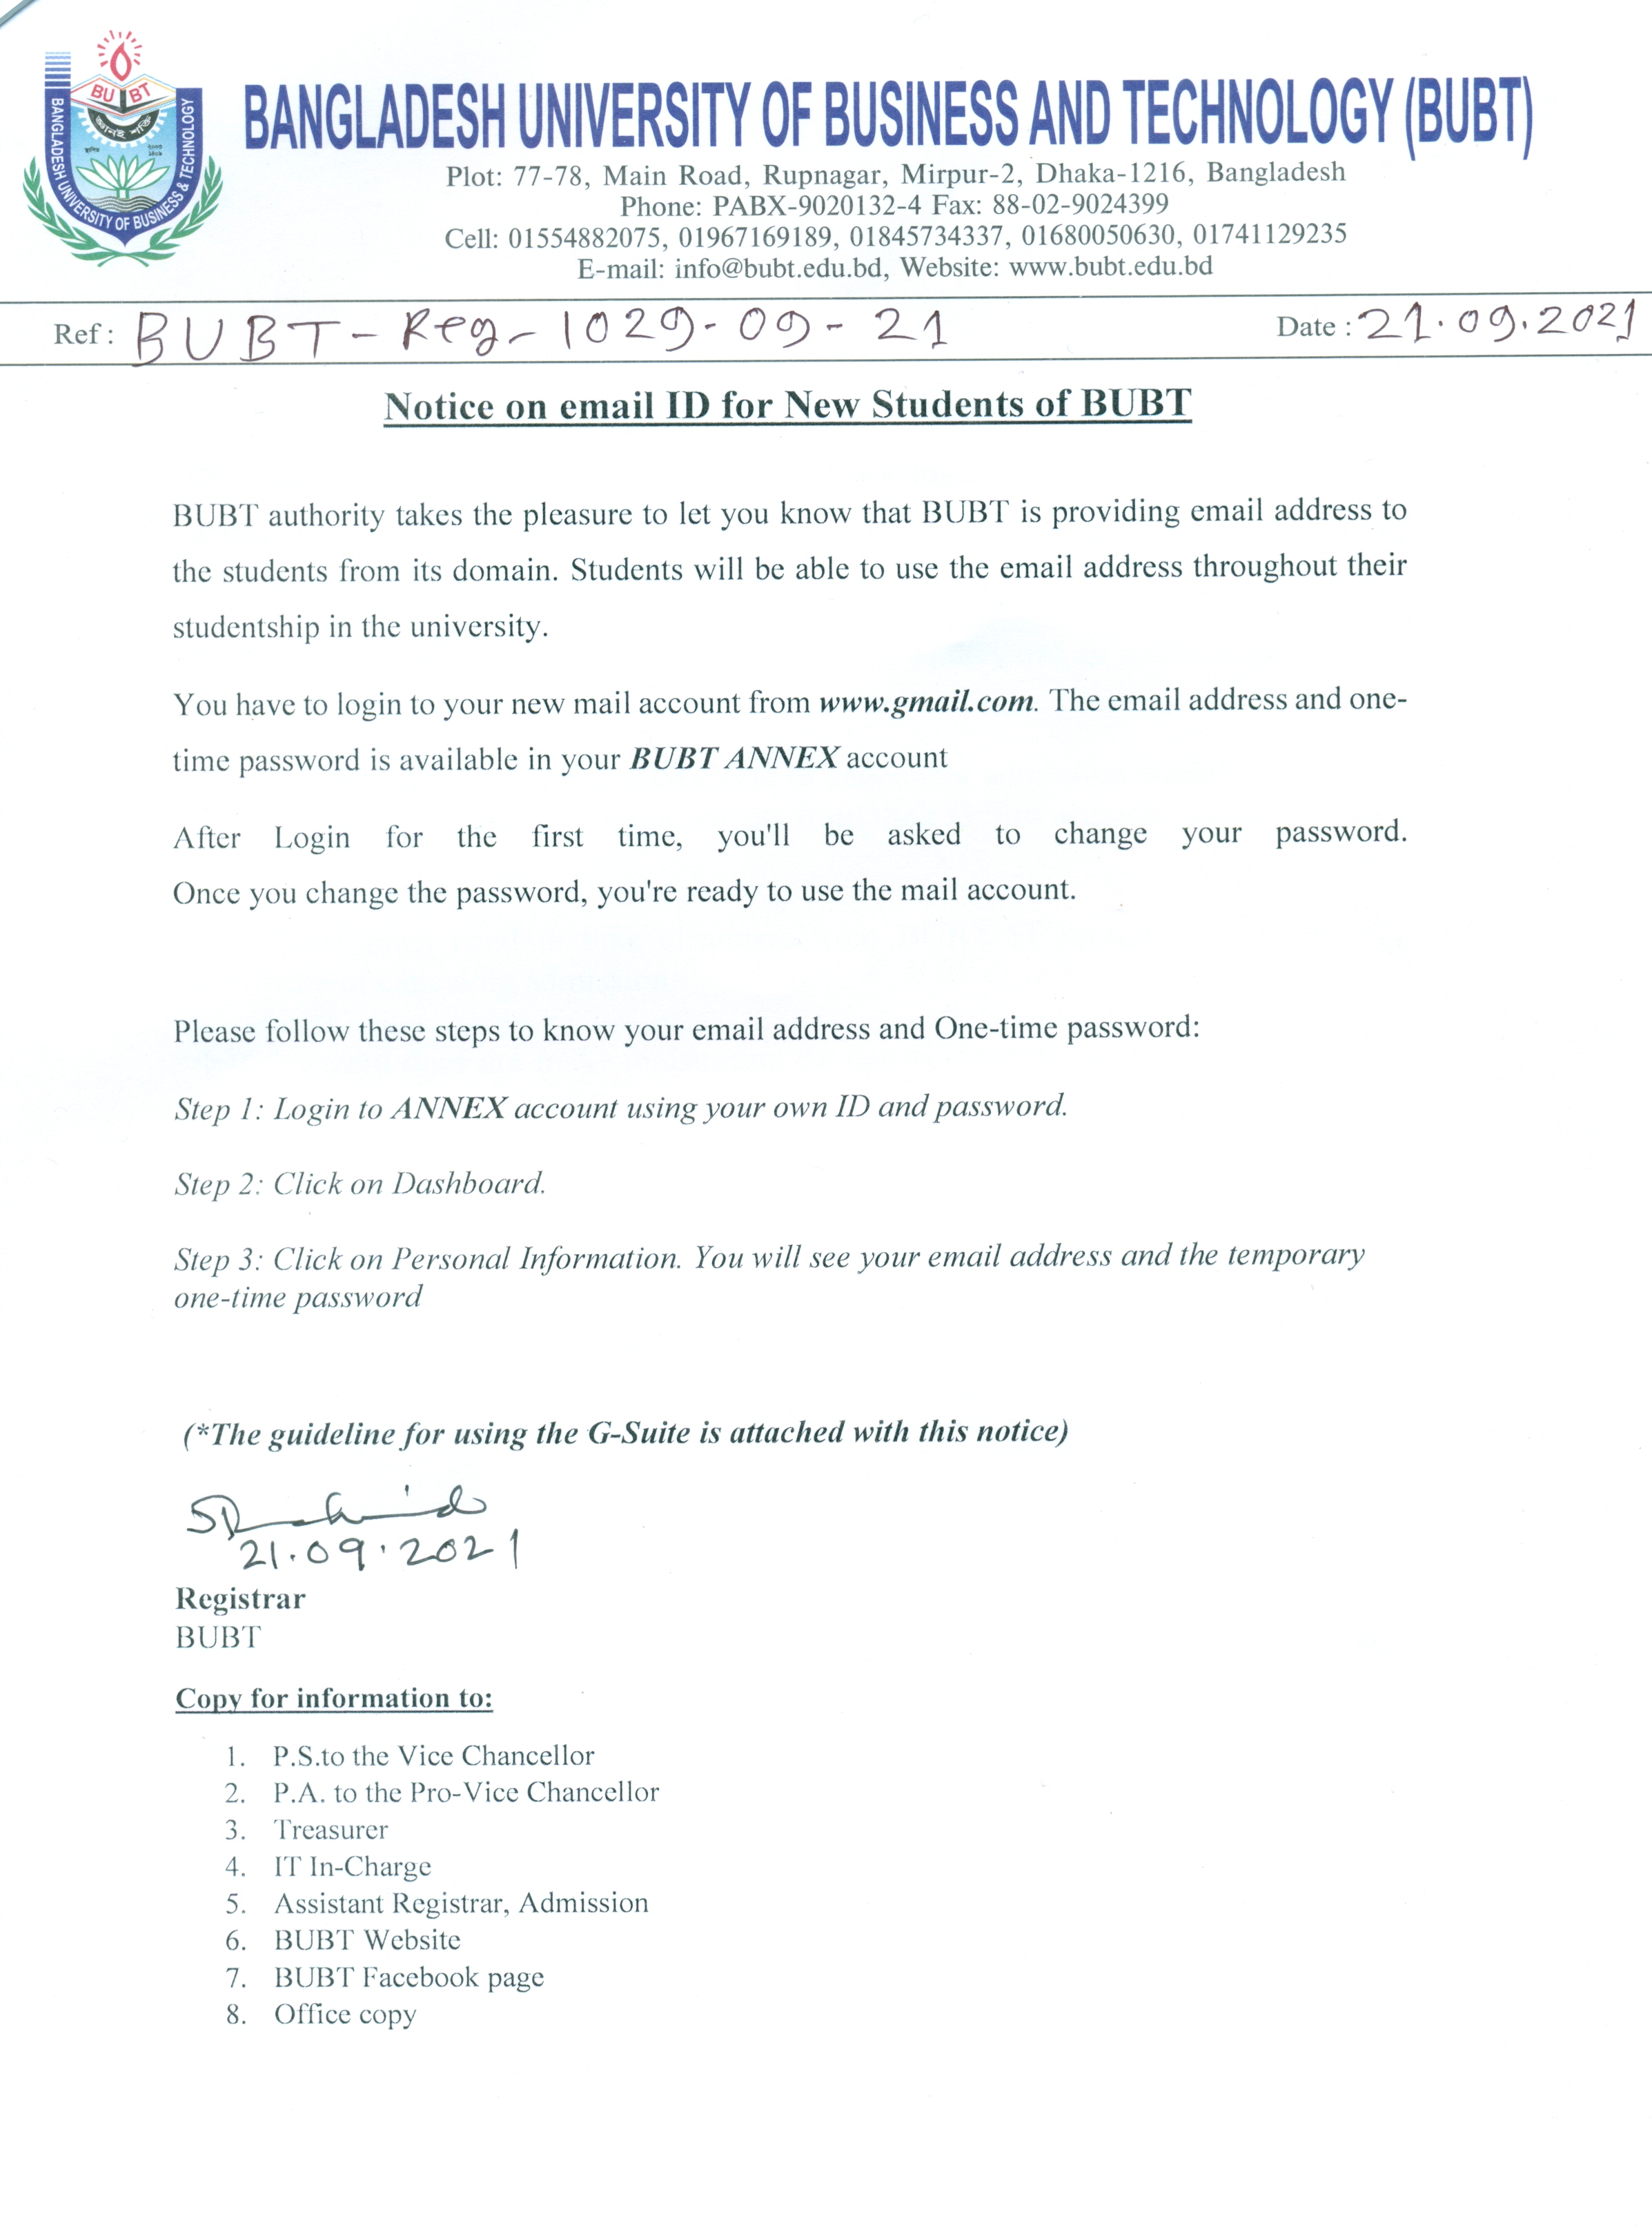 BANGLADESH UNIVERSITY OF BUSINESS & TECHNOLOGY
BU BT
জ্ঞানই শক্তি
BANGLADESH UNIVERSITY OF BUSINESS AND TECHNOLOGY (BUBT)
Plot: 77-78, Main Road, Rupnagar, Mirpur-2, Dhaka-1216, Bangladesh
Phone: PABX-9020132-4 Fax: 88-02-9024399
Cell: 01554882075, 01967169189, 01845734337, 01680050630, 01741129235
E-mail: info@bubt.edu.bd, Website: www.bubt.edu.bd
Ref : BUBT - Reg - 1029 - 09 - 21 Date : 21.09.2021
Notice on email ID for New Students of BUBT
BUBT authority takes the pleasure to let you know that BUBT is providing email address to
the students from its domain. Students will be able to use the email address throughout their
studentship in the university.
You have to login to your new mail account from www.gmail.com. The email address and one-
time password is available in your BUBT ANNEX account
After Login for the first time, you'll be asked to change your password.
Once you change the password, you're ready to use the mail account.
Please follow these steps to know your email address and One-time password:
Step 1: Login to ANNEX account using your own ID and password.
Step 2: Click on Dashboard.
Step 3: Click on Personal Information. You will see your email address and the temporary
one-time password
(*The guideline for using the G-Suite is attached with this notice)
21.09.2021
Registrar
BUBT
Copy for information to:
1. P.S.to the Vice Chancellor
2. P.A. to the Pro-Vice Chancellor
3. Treasurer
4. IT In-Charge
5. Assistant Registrar, Admission
6. BUBT Website
7. BUBT Facebook page
8. Office copy